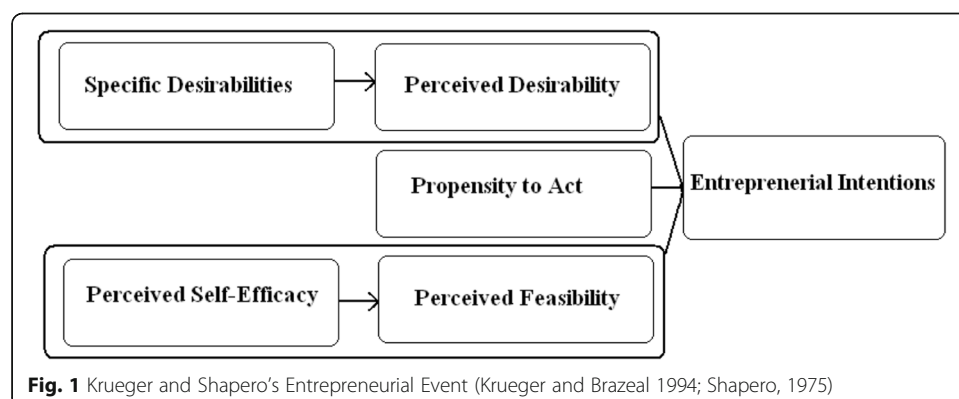 Specific Desirabilities
Perceived Desirability
Propensity to Act
Entreprenerial Intentions
Perceived Self-Efficacy
Perceived Feasibility
Fig. 1 Krueger and Shapero's Entrepreneurial Event (Krueger and Brazeal 1994; Shapero, 1975)